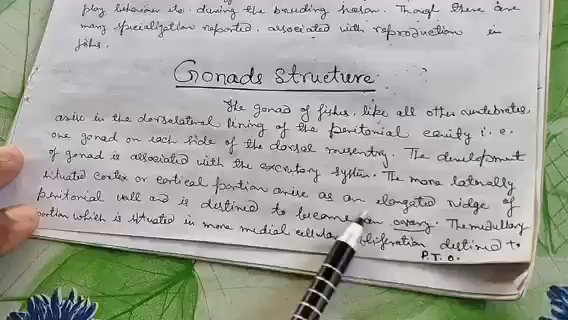 play behaviour etc. during the breeding season. Though there are
many specialization reported, associated with reproduction in
fishes.
Gonads Structure
The gonad of fishes, like all other vertebrates,
arise in the dorsolateral lining of the peritonial cavity i.e.
one gonad on each side of the dorsal mesentry. The development
of gonad is associated with the excretory system. The more laterally
situated cortex or cortical portion arise as an elongated ridge of
peritonial wall and is destined to become an ovary. The medullary
portion which is situated in more medial cellular proliferation destined to
P.T.O.